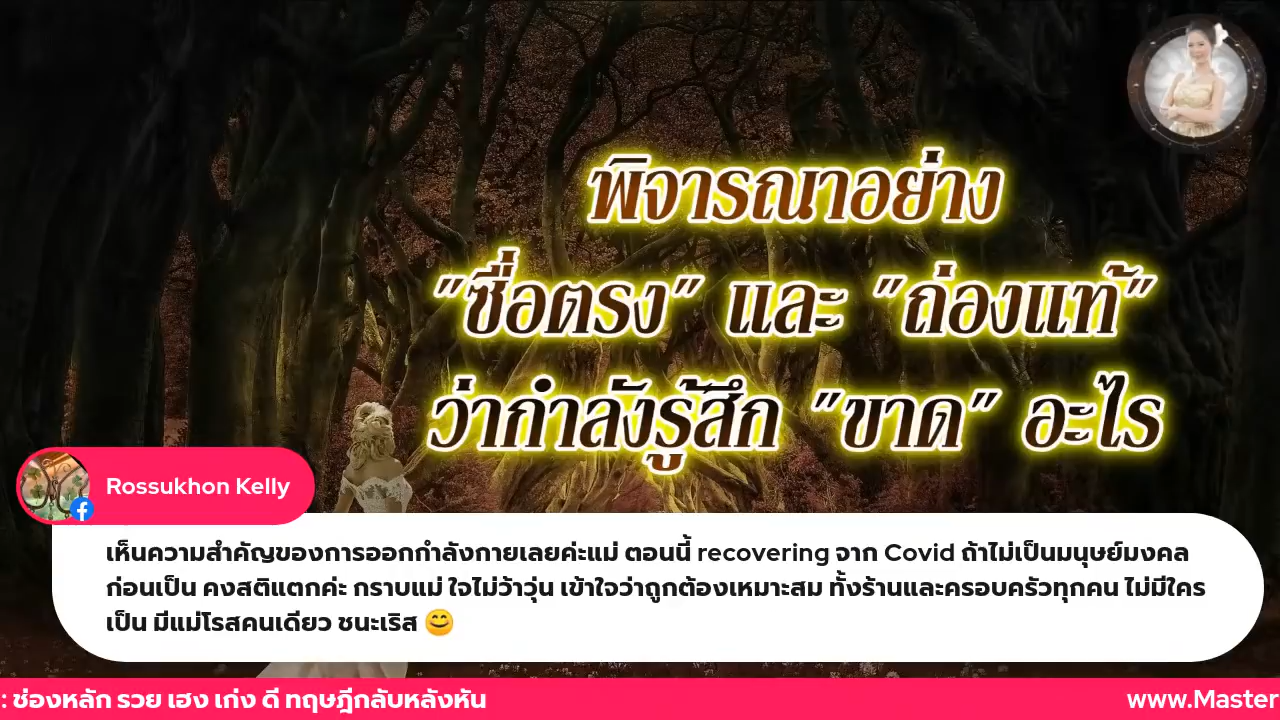 พิจารณาอย่าง
"ซื่อตรง" และ "ถ่องแท้"
ว่ากำลังรู้สึก "ขาด" อะไร
Rossukhon Kelly
เห็นความสำคัญของการออกกำลังกายเลยค่ะแม่ ตอนนี้ recovering จาก Covid ถ้าไม่เป็นมนุษย์มงคล
ก่อนเป็น คงสติแตกค่ะ กราบแม่ ใจไม่ว้าวุ่น เข้าใจว่าถูกต้องเหมาะสม ทั้งร้านและครอบครัวทุกคน ไม่มีใคร
เป็น มีแม่โรสคนเดียว ชนะเริส 😊
: ช่องหลัก รวย เฮง เก่ง ดี ทฤษฎีกลับหลังหัน
www.Master